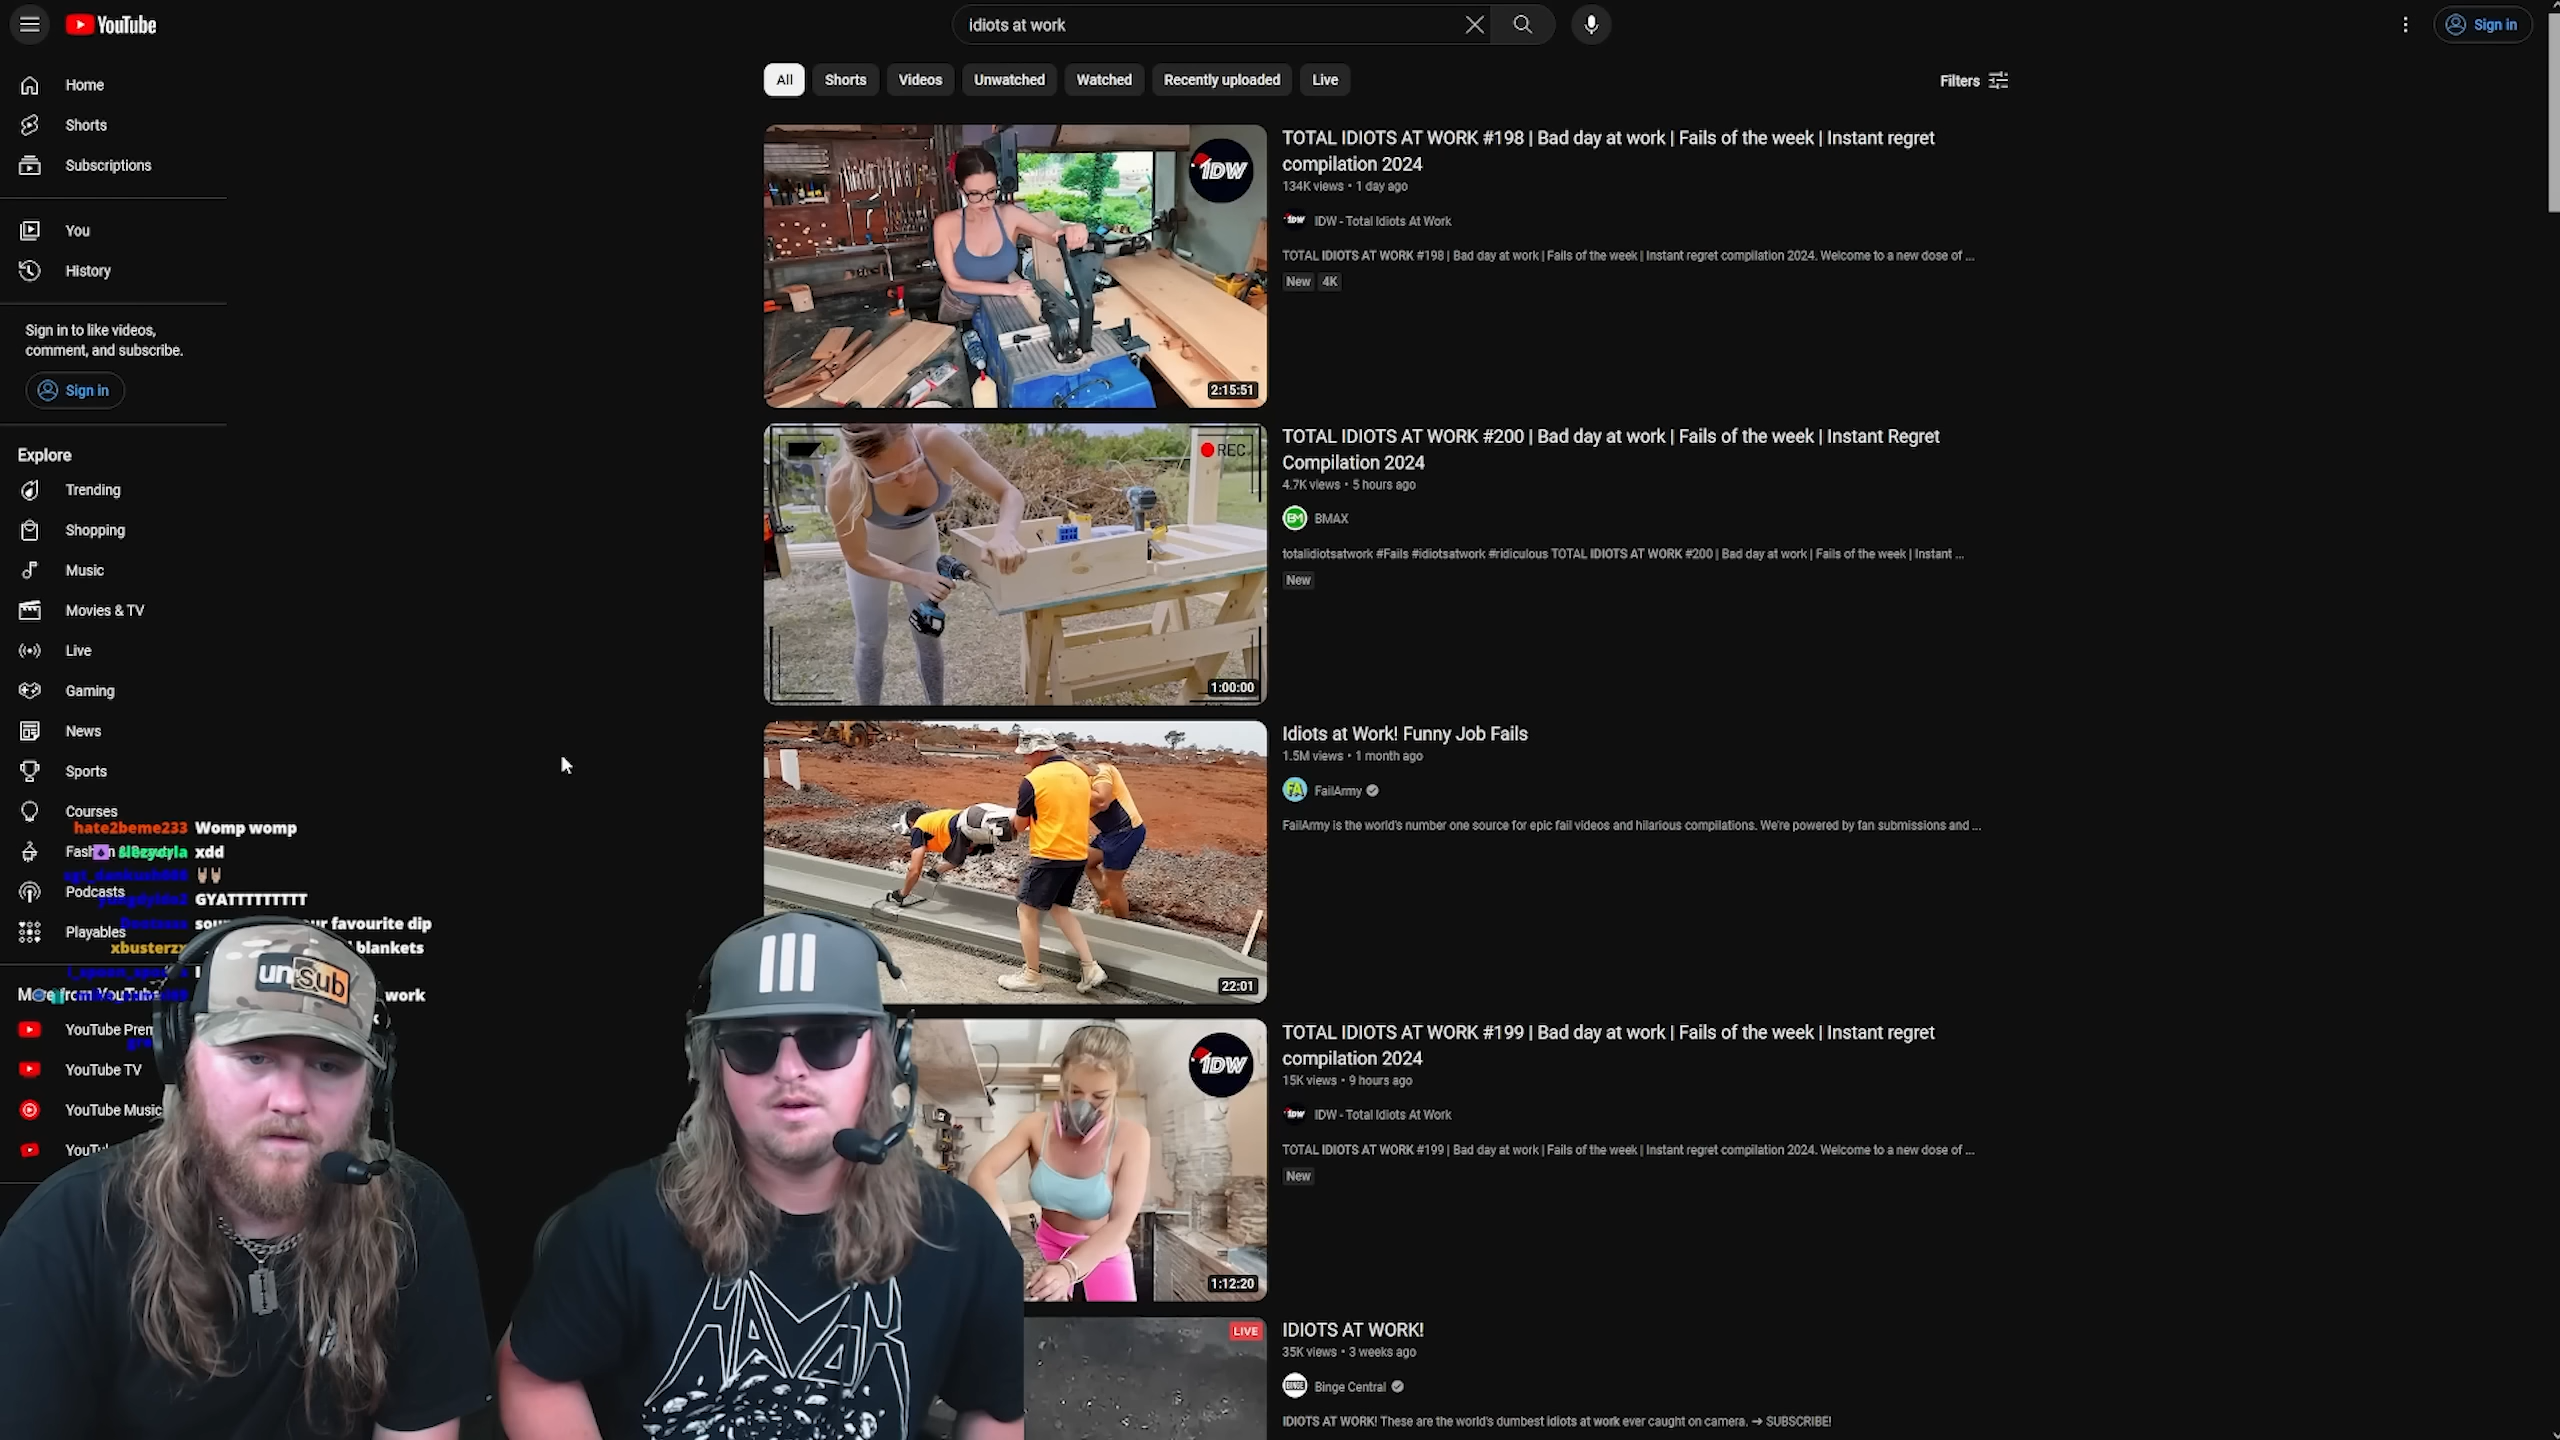 YouTube
idiots at work
Sign in
All
Shorts
Videos
Unwatched
Watched
Recently uploaded
Live
Filters
Home
Shorts
Subscriptions
You
History
Sign in to like videos,
comment, and subscribe.
Sign in
Explore
Trending
Shopping
Music
Movies & TV
Live
Gaming
News
Sports
Courses
Podcasts
Playables
YouTube TV
YouTube Music
hate2beme233 Womp womp
xdd
GYATTTTTTTTT
ur favourite dip
xbusterzx
blankets
work
unsub
IDW
2:15:51
TOTAL IDIOTS AT WORK #198 | Bad day at work | Fails of the week | Instant regret
compilation 2024
134K views • 1 day ago
IDW
IDW - Total Idiots At Work
TOTAL IDIOTS AT WORK #198 | Bad day at work | Fails of the week | Instant regret compilation 2024. Welcome to a new dose of ...
New 4K
REC
1:00:00
TOTAL IDIOTS AT WORK #200 | Bad day at work | Fails of the week | Instant Regret
Compilation 2024
4.7K views • 5 hours ago
BM
BMAX
totalidiotsatwork #Fails #idiotsatwork #ridiculous TOTAL IDIOTS AT WORK #200 | Bad day at work | Fails of the week | Instant ...
New
22:01
Idiots at Work! Funny Job Fails
1.5M views • 1 month ago
FA
FailArmy
FailArmy is the world's number one source for epic fail videos and hilarious compilations. We're powered by fan submissions and ...
IDW
1:12:20
TOTAL IDIOTS AT WORK #199 | Bad day at work | Fails of the week | Instant regret
compilation 2024
15K views • 9 hours ago
IDW
IDW - Total Idiots At Work
TOTAL IDIOTS AT WORK #199 | Bad day at work | Fails of the week | Instant regret compilation 2024. Welcome to a new dose of ...
New
LIVE
IDIOTS AT WORK!
35K views • 3 weeks ago
BINGE
Binge Central
IDIOTS AT WORK! These are the world's dumbest idiots at work ever caught on camera. → SUBSCRIBE!